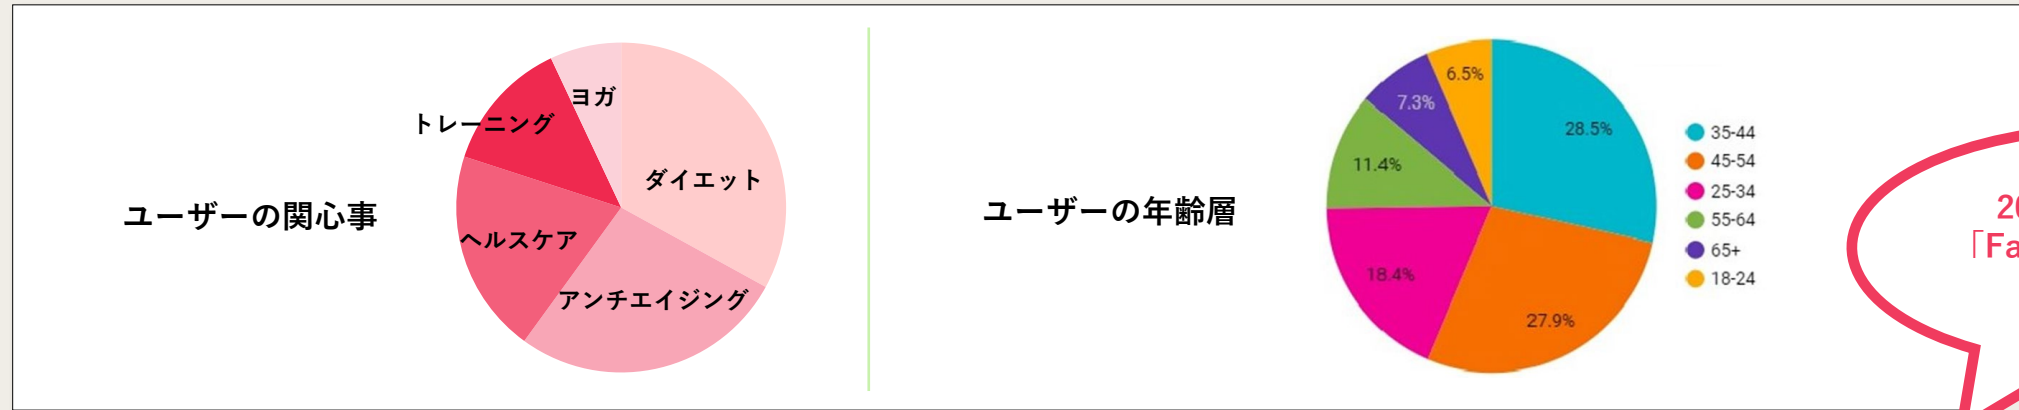 ユーザーの関心事
ヨガ
トレーニング
ダイエット
ヘルスケア
アンチエイジング
ユーザーの年齢層
6.5%
7.3%
28.5%
11.4%
18.4%
27.9%
35-44
45-54
25-34
55-64
65+
18-24
20
「Fa